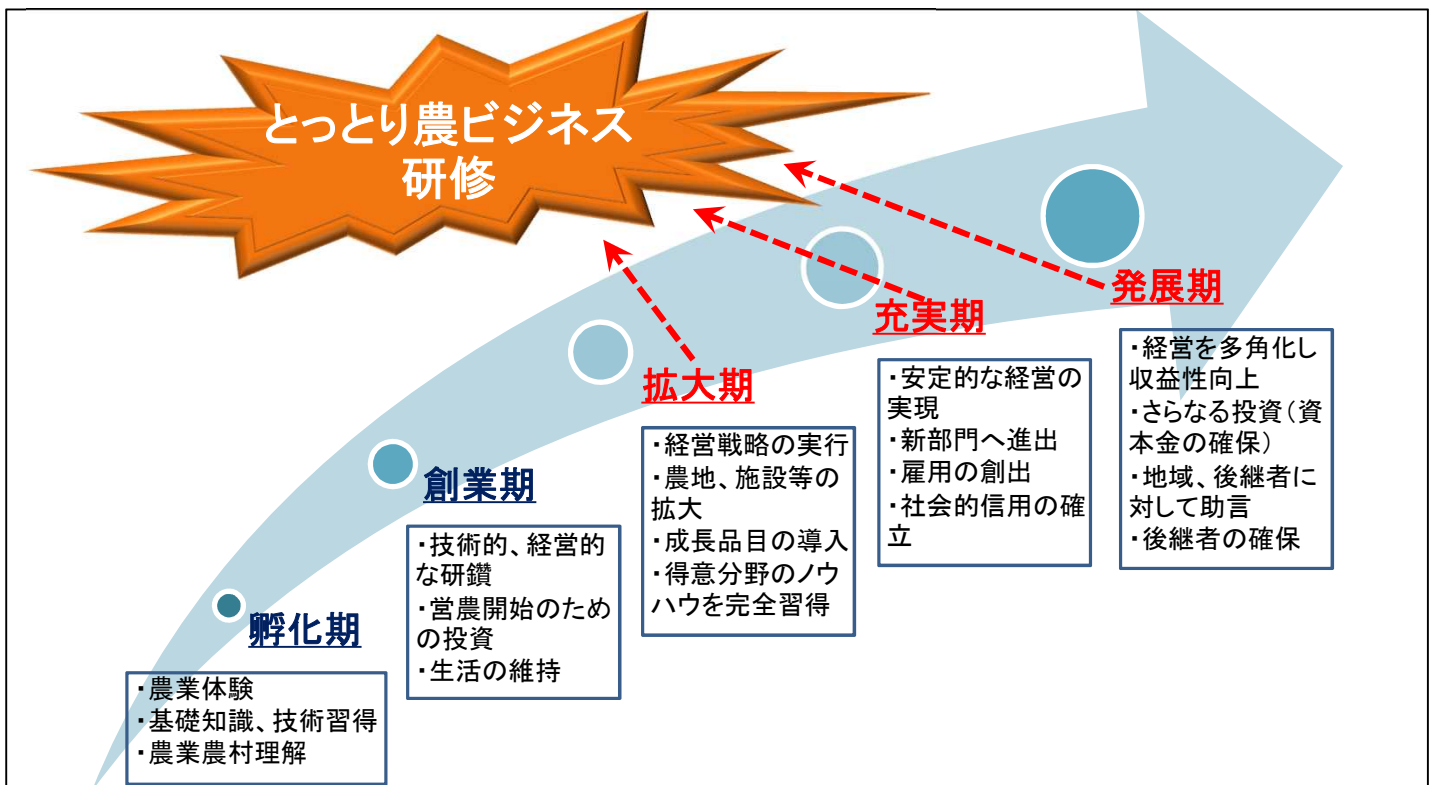 とっとり農ビジネス
研修
発展期
・経営を多角化し
収益性向上
・さらなる投資（資
本金の確保）
・地域、後継者に
対して助言
・後継者の確保
充実期
・安定的な経営の
実現
・新部門へ進出
・雇用の創出
・社会的信用の確
立
拡大期
・経営戦略の実行
・農地、施設等の
拡大
・成長品目の導入
・得意分野のノウ
ハウを完全習得
創業期
・技術的、経営的
な研鑽
・営農開始のため
の投資
・生活の維持
孵化期
・農業体験
・基礎知識、技術習得
・農業農村理解